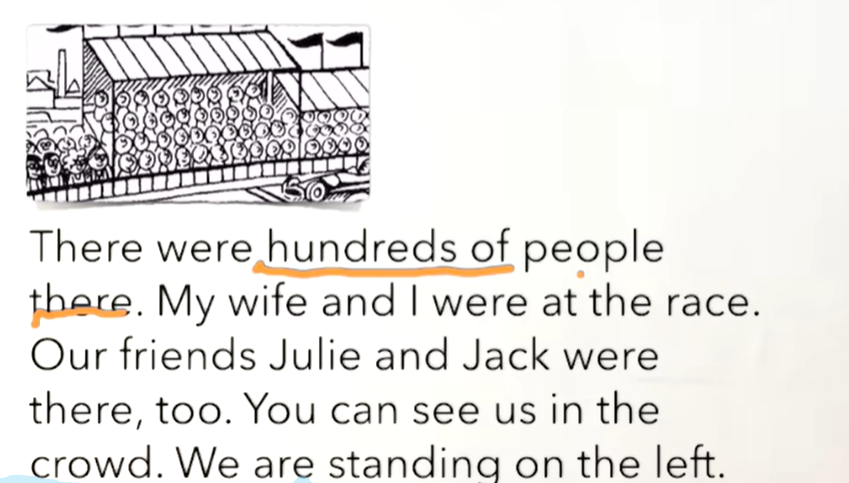 There were hundreds of people
there. My wife and I were at the race.
Our friends Julie and Jack were
there, too. You can see us in the
crowd. We are standing on the left.